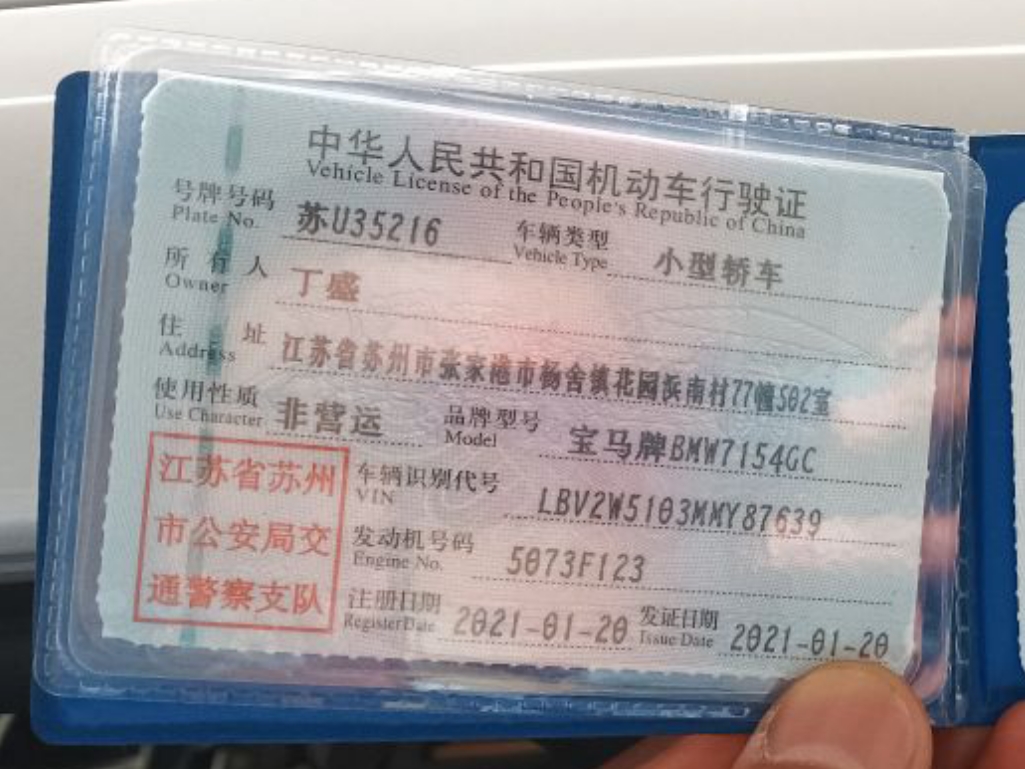 中华人民共和国机动车行驶证
Vehicle License of the People's Republic of China
号牌号码 苏U35216 车辆类型 小型轿车
Plate No. Vehicle Type
所有人 丁盛
Owner
住址 江苏省苏州市张家港市杨舍镇花园浜南村77幢502室
Address
使用性质 非营运 品牌型号 宝马牌BMW7154GC
Use Character Model
江苏省苏州 车辆识别代号 LBV2W5103MMY87639
VIN
市公安局交 发动机号码 5073F123
Engine No.
通警察支队 注册日期 2021-01-20 发证日期 2021-01-20
Register Date Issue Date